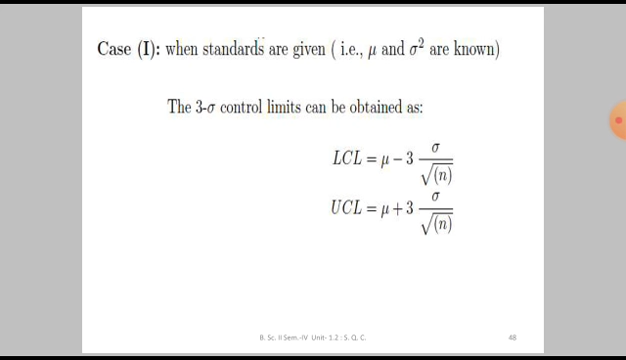 Case (I): when standards are given ( i.e., μ and σ² are known)
The 3-σ control limits can be obtained as:
LCL = μ − 3 σ/√(n)
UCL = μ + 3 σ/√(n)
B. Sc. II Sem.-IV Unit- 1.2 : S. Q. C. 48